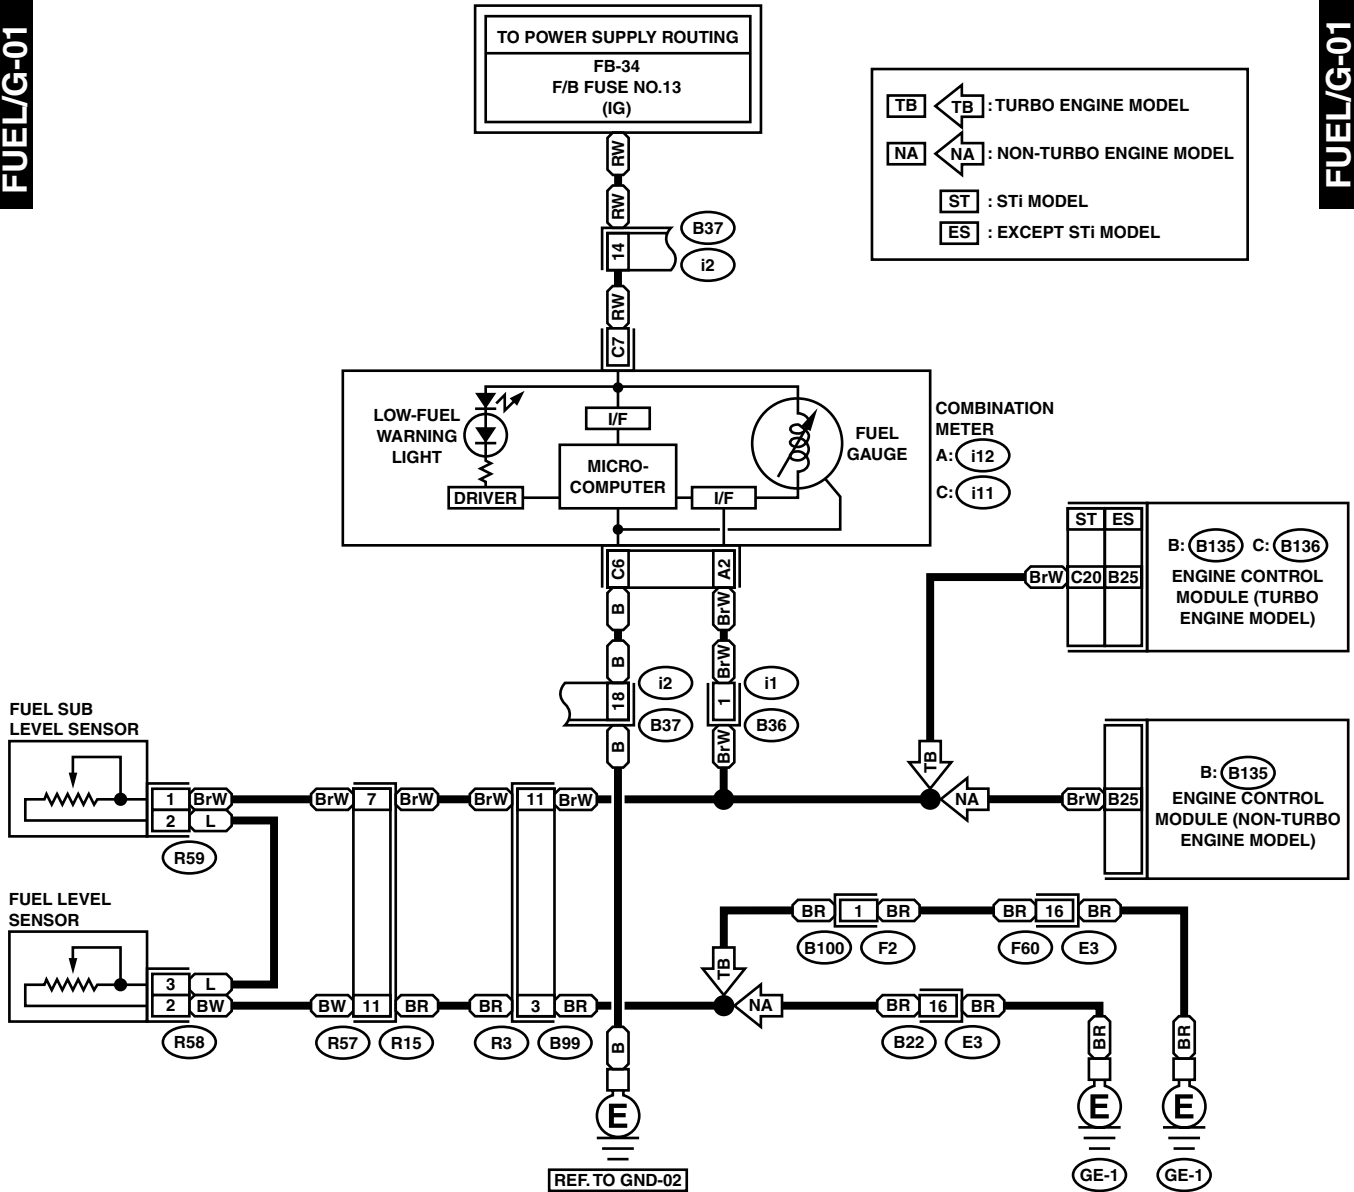 FUEL/G-01
FUEL/G-01
TO POWER SUPPLY ROUTING
FB-34
F/B FUSE NO.13
(IG)
RW
RW
14
B37
i2
RW
C7
TB TB : TURBO ENGINE MODEL
NA NA : NON-TURBO ENGINE MODEL
ST : STi MODEL
ES : EXCEPT STi MODEL
LOW-FUEL
WARNING
LIGHT
I/F
MICRO-
COMPUTER
DRIVER
I/F
FUEL
GAUGE
COMBINATION
METER
A: i12
C: i11
C6
A2
B
BrW
B
BrW
18
i2
B37
1
i1
B36
B
BrW
ST ES
BrW C20 B25
B: B135 C: B136
ENGINE CONTROL
MODULE (TURBO
ENGINE MODEL)
TB
NA
BrW B25
B: B135
ENGINE CONTROL
MODULE (NON-TURBO
ENGINE MODEL)
FUEL SUB
LEVEL SENSOR
1 BrW
2 L
R59
BrW 7 BrW
BrW 11 BrW
FUEL LEVEL
SENSOR
3 L
2 BW
R58
BW 11 BR
R57 R15
BR 3 BR
R3 B99
TB
NA
BR 1 BR
B100 F2
BR 16 BR
F60 E3
BR 16 BR
B22 E3
B
E
REF. TO GND-02
BR
E
GE-1
BR
E
GE-1